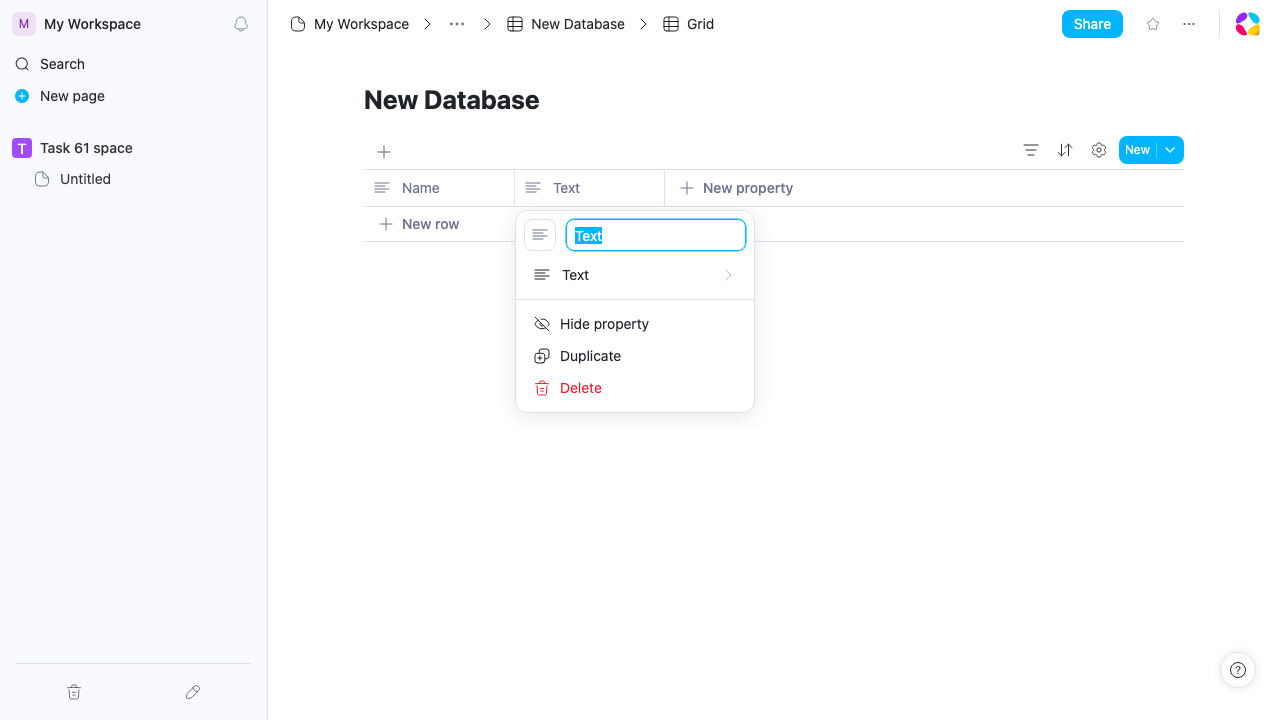 M My Workspace
Search
New page
T Task 61 space
Untitled
My Workspace > ··· > New Database > Grid
Share
New Database
New
Name Text New property
New row
Text
Text
Hide property
Duplicate
Delete